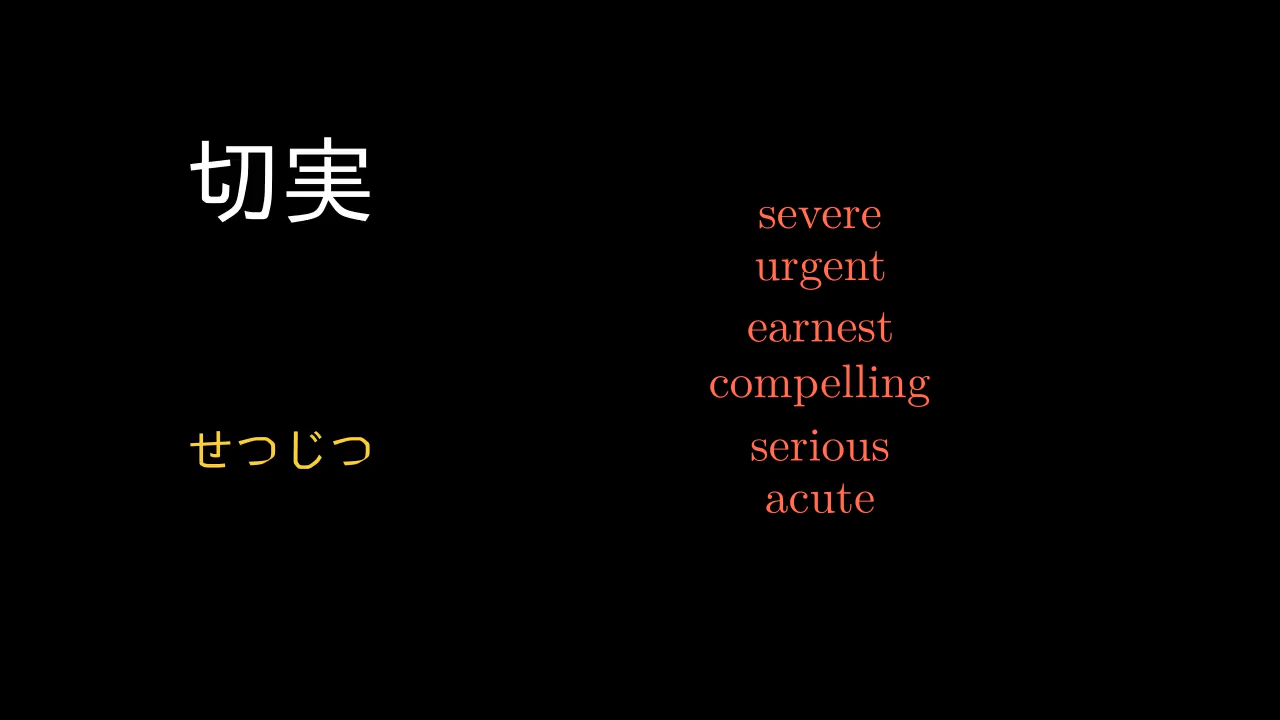 切実
せつじつ
severe
urgent
earnest
compelling
serious
acute